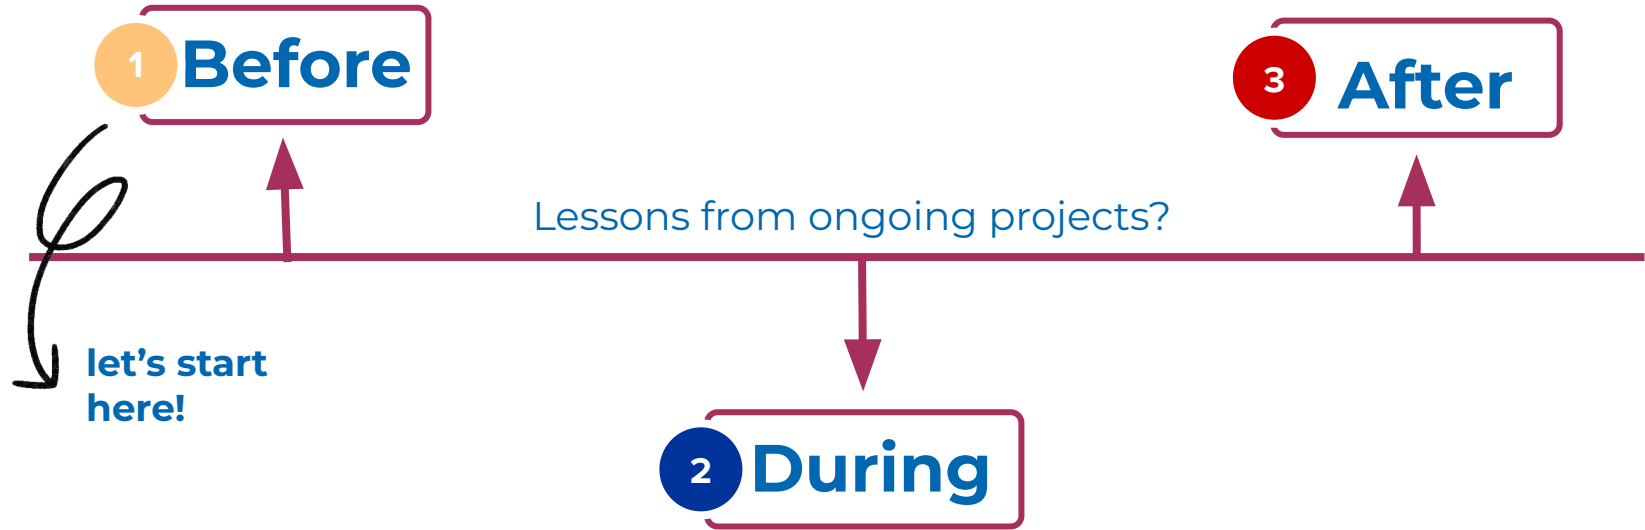 1 Before
3 After
Lessons from ongoing projects?
let's start
here!
2 During